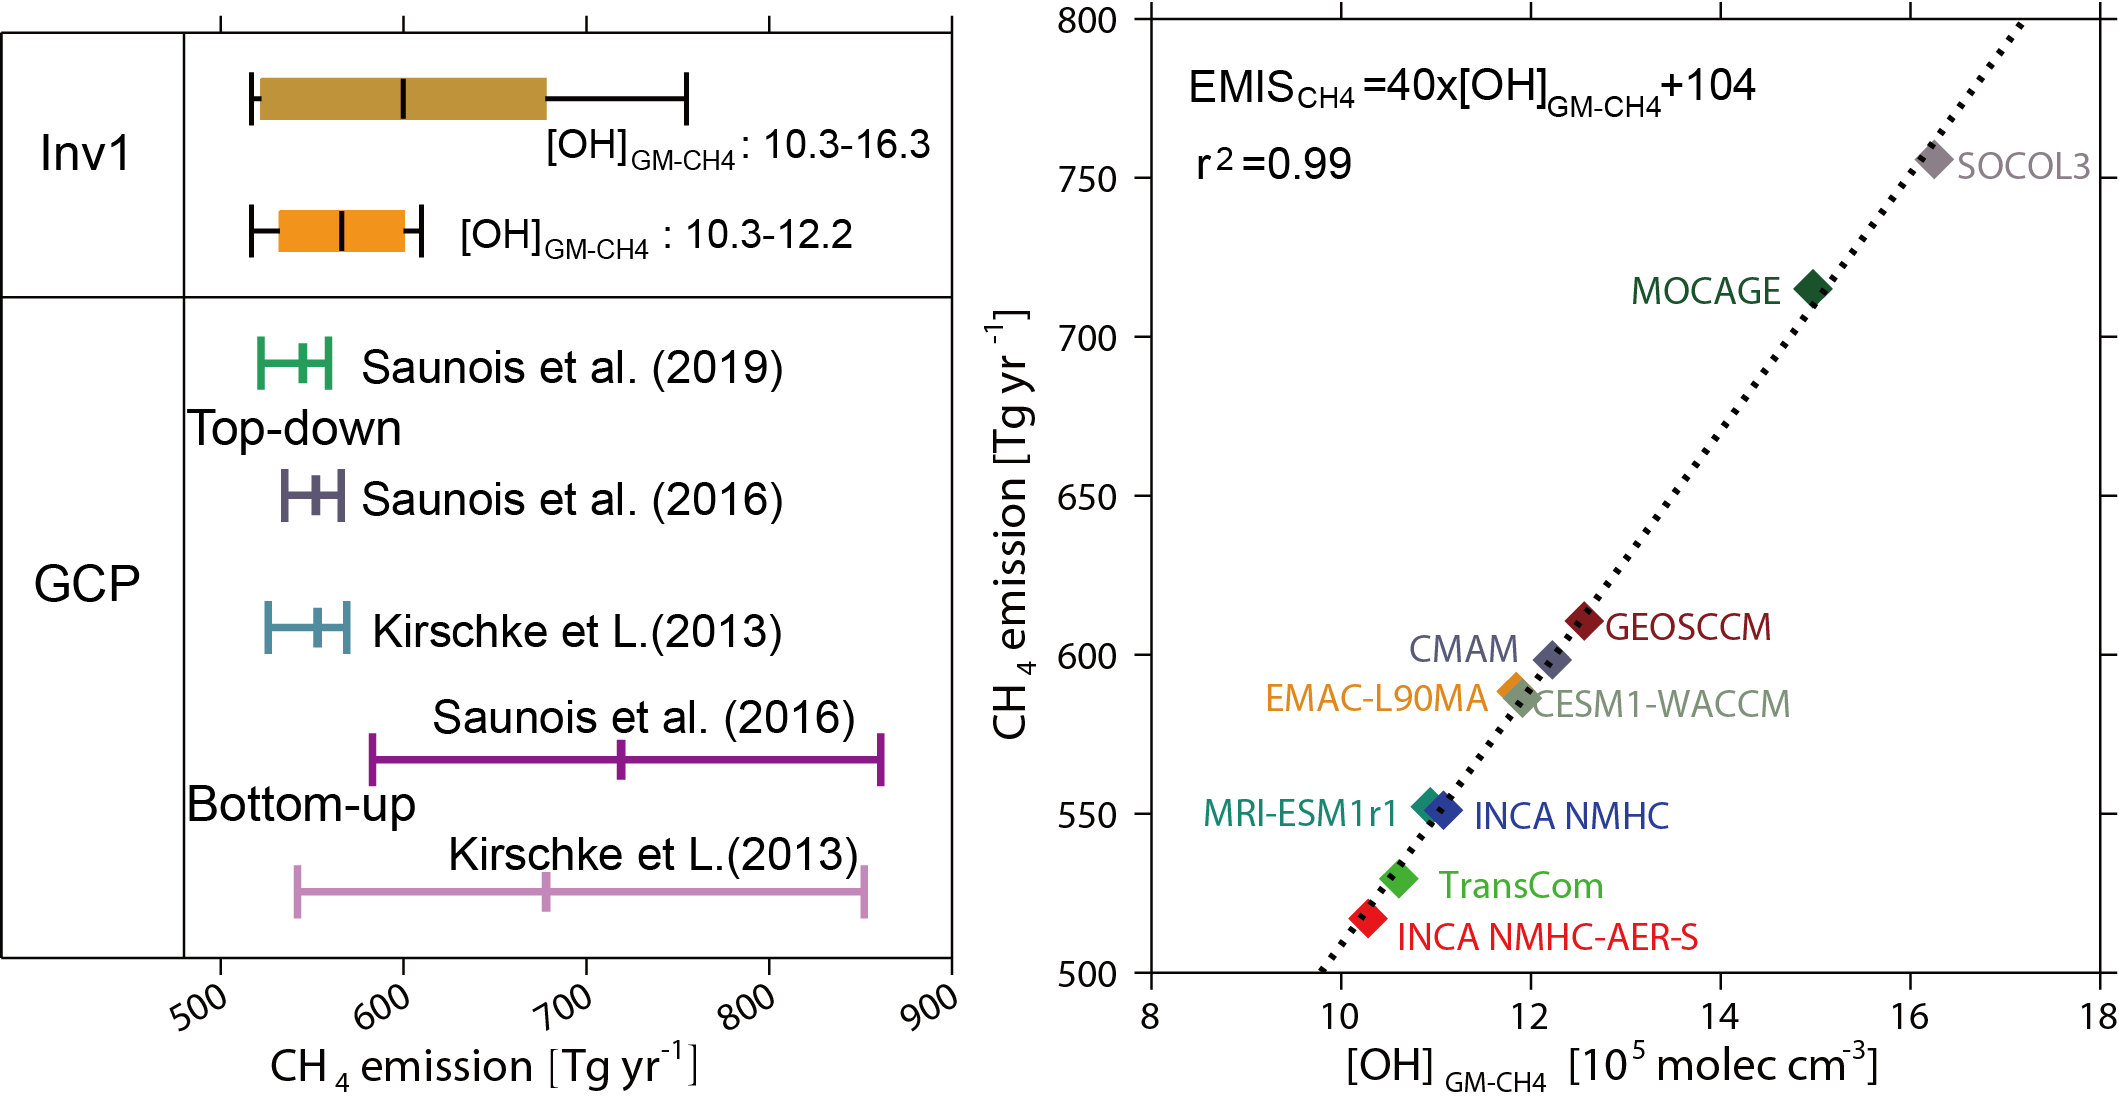 Inv1
[OH]GM-CH4 : 10.3-16.3
[OH]GM-CH4 : 10.3-12.2
GCP
Saunois et al. (2019)
Top-down
Saunois et al. (2016)
Kirschke et L.(2013)
Saunois et al. (2016)
Bottom-up
Kirschke et L.(2013)
500
600
700
800
900
CH4 emission [Tg yr-1]
EMISCH4 =40x[OH]GM-CH4+104
r2=0.99
SOCOL3
MOCAGE
GEOSCCM
CMAM
EMAC-L90MA
CESM1-WACCM
MRI-ESM1r1
INCA NMHC
TransCom
INCA NMHC-AER-S
800
750
700
650
600
550
500
CH4 emission [Tg yr-1]
8
10
12
14
16
18
[OH] GM-CH4 [105 molec cm-3]